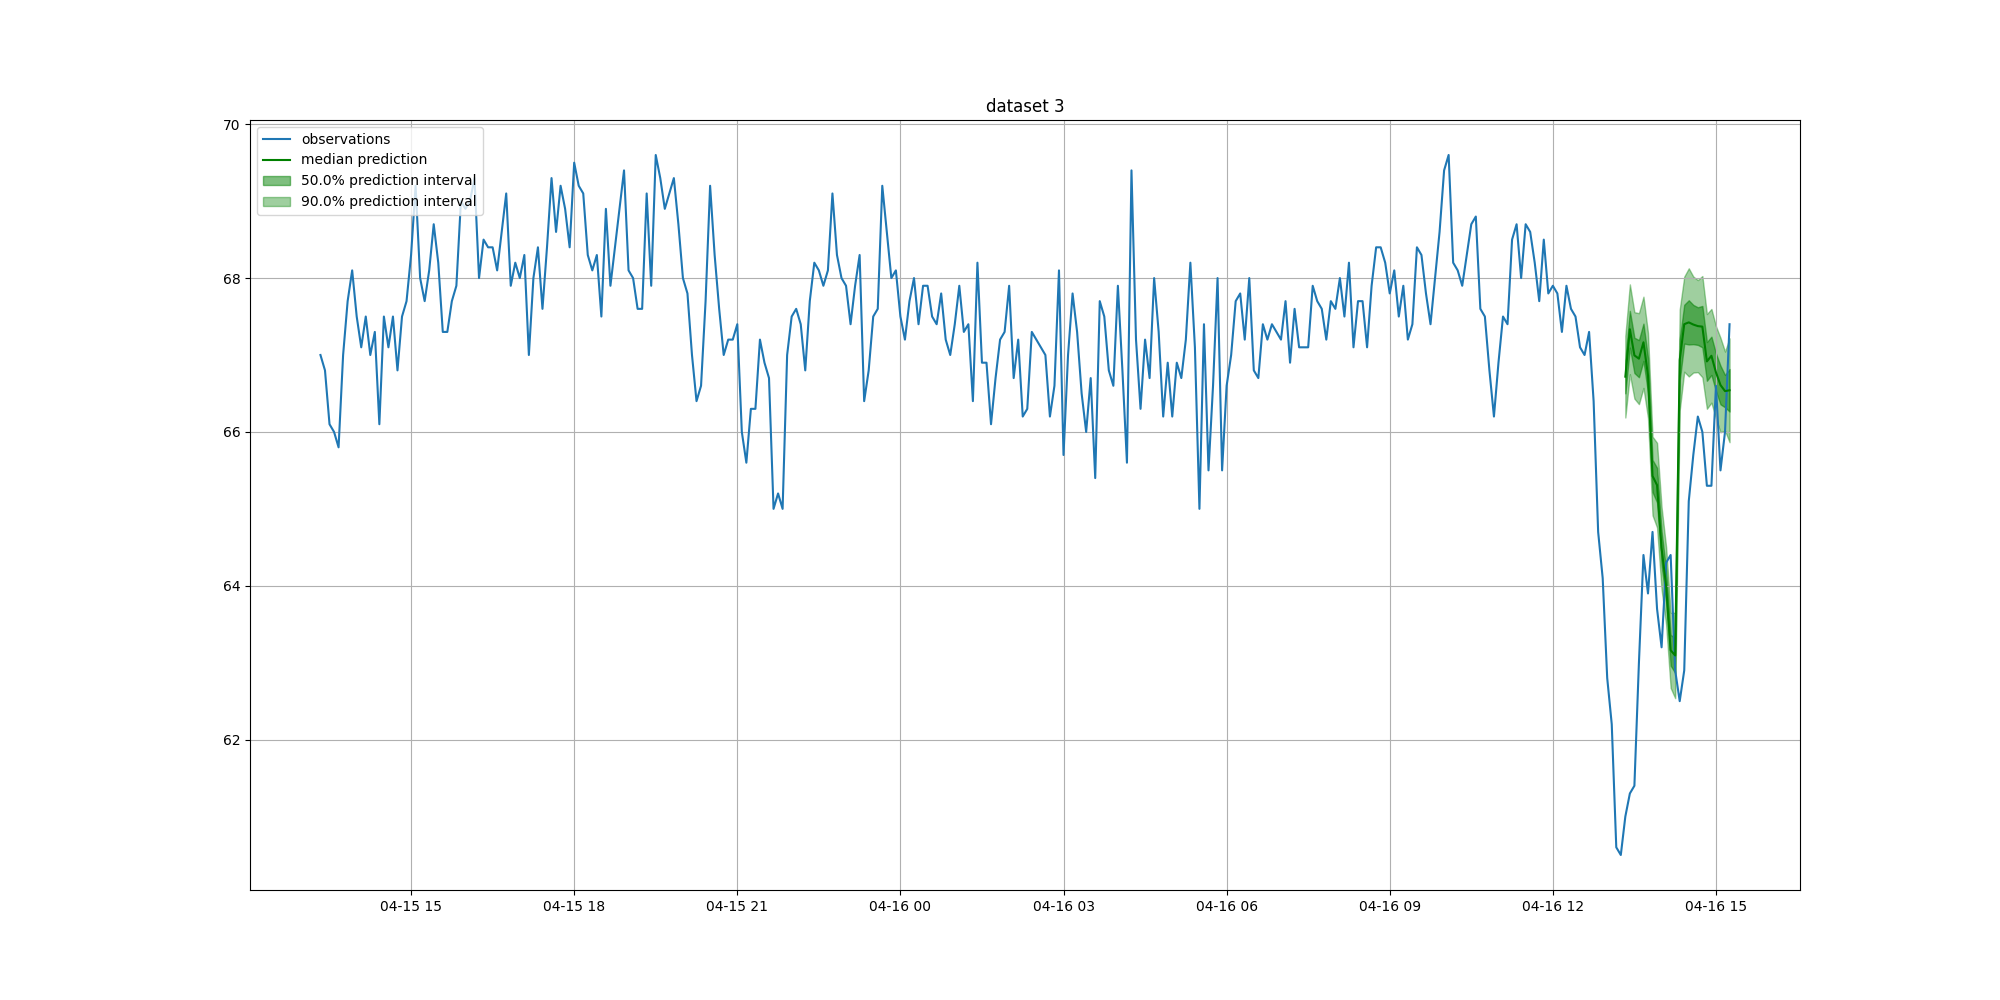 dataset 3
70
68
66
64
62
observations
median prediction
50.0% prediction interval
90.0% prediction interval
04-15 15
04-15 18
04-15 21
04-16 00
04-16 03
04-16 06
04-16 09
04-16 12
04-16 15